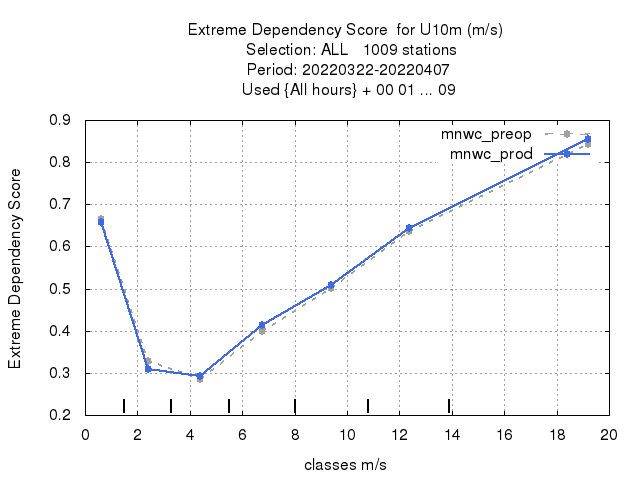 Extreme Dependency Score  for U10m (m/s)
Selection: ALL   1009 stations
Period: 20220322-20220407
Used {All hours} + 00 01 ... 09
mnwc_preop
mnwc_prod
Extreme Dependency Score
0.9
0.8
0.7
0.6
0.5
0.4
0.3
0.2
0 2 4 6 8 10 12 14 16 18 20
classes m/s